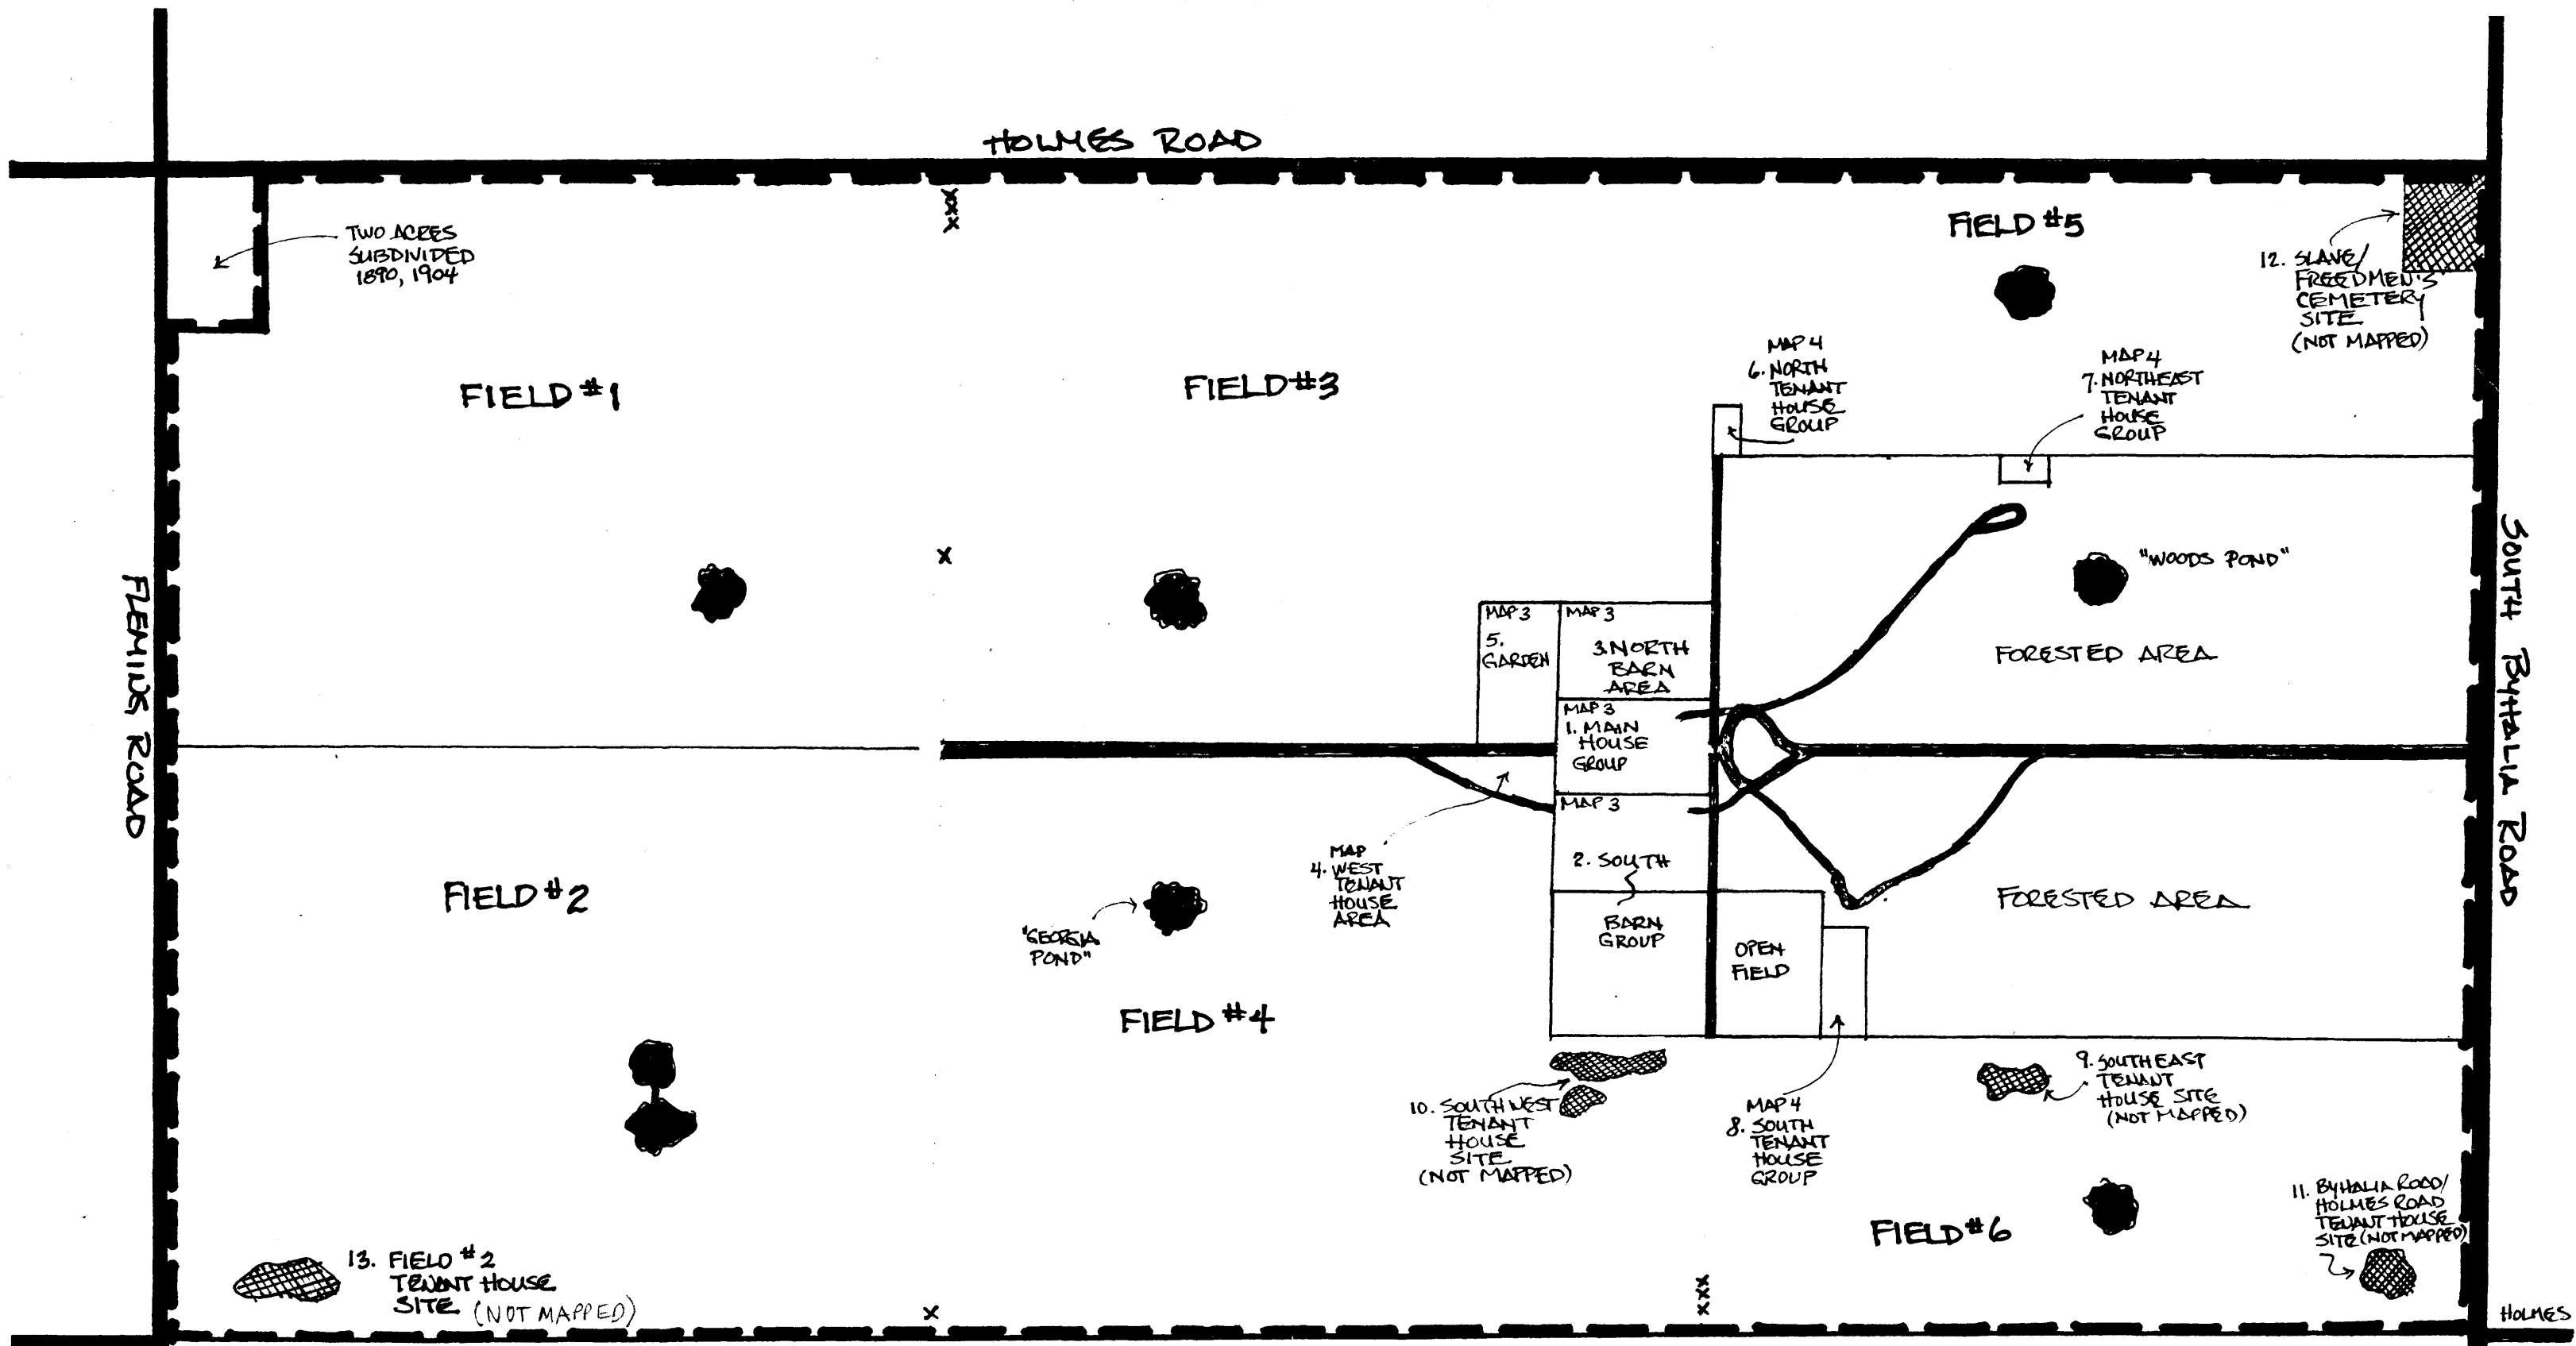 HOLMES ROAD
XXX
FIELD #5
TWO ACRES
SUBDIVIDED
1890, 1904
12. SLAVE/
FREEDMEN'S
CEMETERY
SITE
(NOT MAPPED)
MAP 4
6. NORTH
TENANT
HOUSE
GROUP
MAP 4
7. NORTHEAST
TENANT
HOUSE
GROUP
FIELD #1
FIELD #3
X
"WOODS POND"
FLEMING ROAD
SOUTH BYHALIA ROAD
MAP 3
5.
GARDEN
MAP 3
3. NORTH
BARN
AREA
FORESTED AREA
MAP 3
1. MAIN
HOUSE
GROUP
MAP 3
2. SOUTH
BARN
GROUP
MAP
4. WEST
TENANT
HOUSE
AREA
FIELD #2
"GEORGIA
POND"
OPEN
FIELD
FORESTED AREA
FIELD #4
10. SOUTHWEST
TENANT
HOUSE
SITE
(NOT MAPPED)
MAP 4
8. SOUTH
TENANT
HOUSE
GROUP
9. SOUTHEAST
TENANT
HOUSE SITE
(NOT MAPPED)
FIELD #6
11. BYHALIA ROAD/
HOLMES ROAD
TENANT HOUSE
SITE (NOT MAPPED)
13. FIELD #2
TENANT HOUSE
SITE (NOT MAPPED)
X
XXX
HOLMES